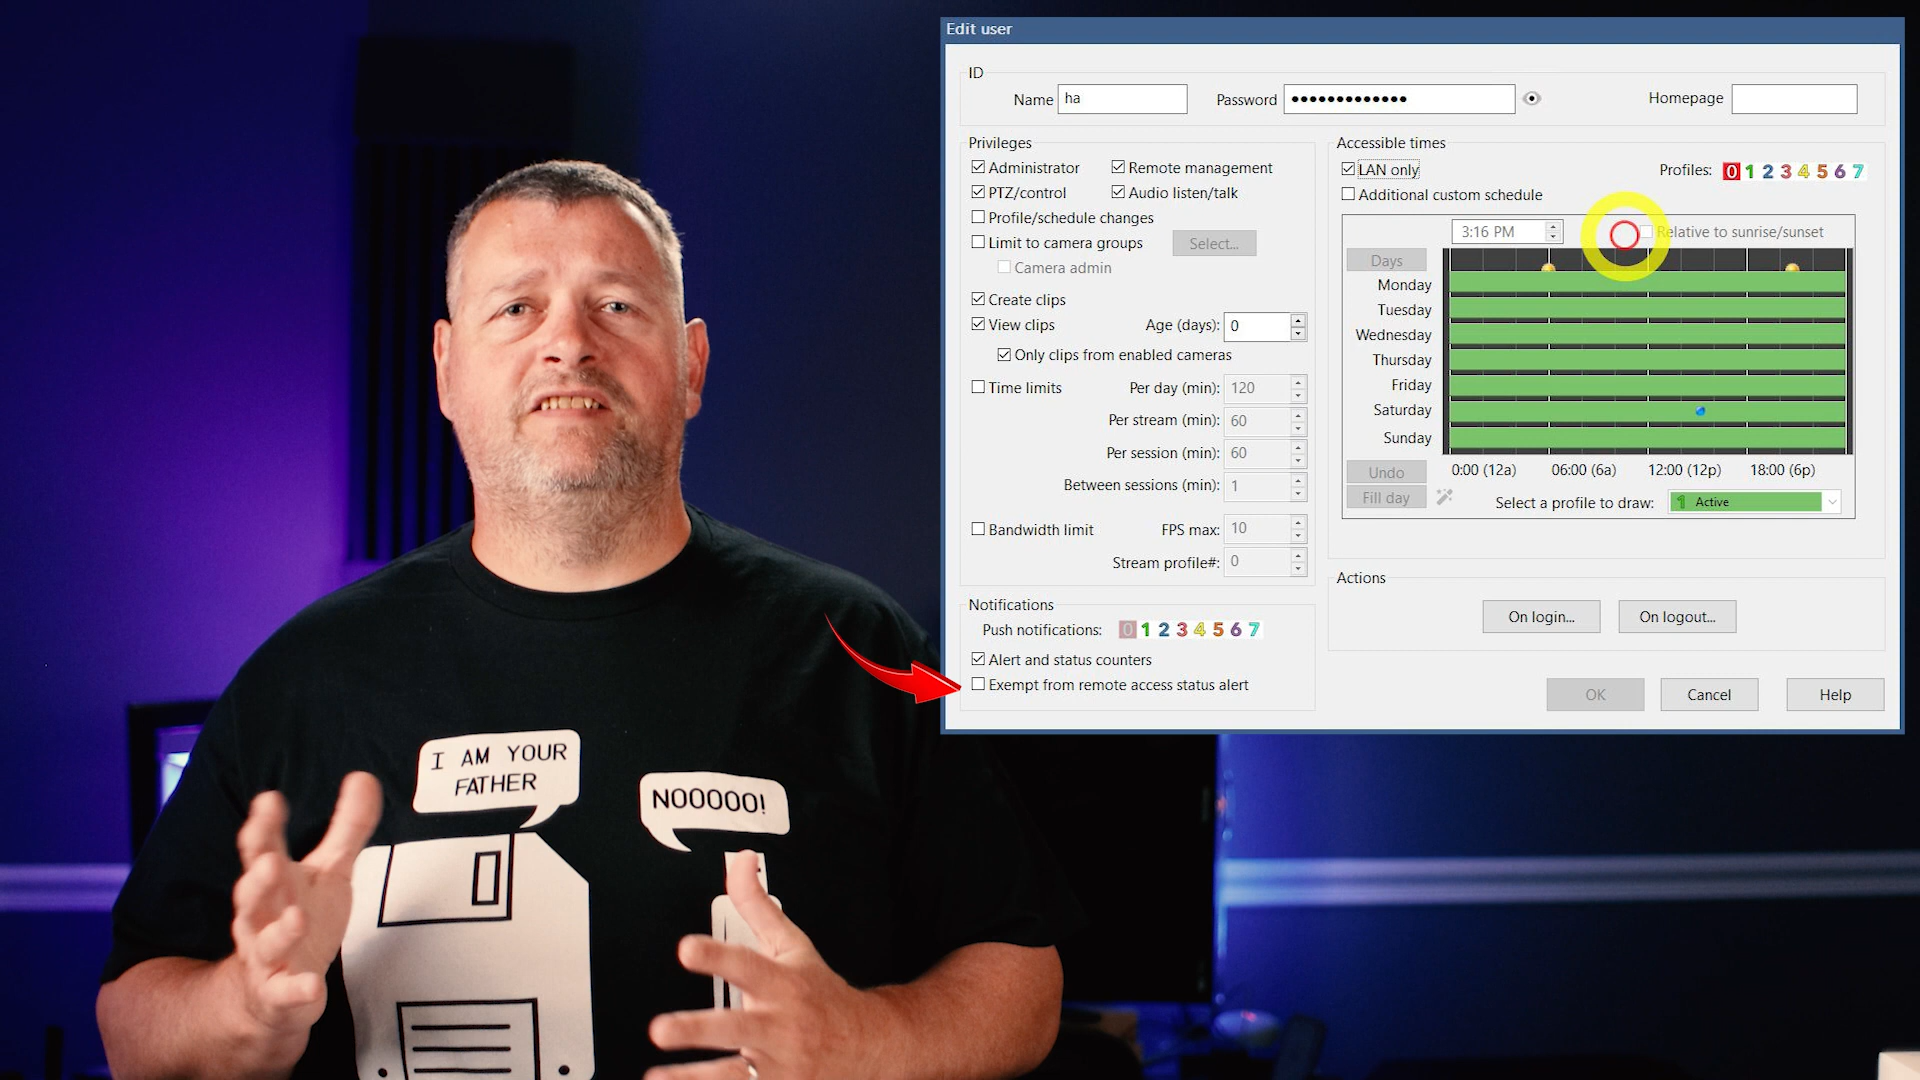 Edit user
ID
Name ha Password ●●●●●●●●●●●●● Homepage
Privileges
Administrator Remote management
PTZ/control Audio listen/talk
Profile/schedule changes
Limit to camera groups Select...
Camera admin
Create clips
View clips Age (days): 0
Only clips from enabled cameras
Time limits Per day (min): 120
Per stream (min): 60
Per session (min): 60
Between sessions (min): 1
Bandwidth limit FPS max: 10
Stream profile#: 0
Notifications
Push notifications: 0 1 2 3 4 5 6 7
Alert and status counters
Exempt from remote access status alert
Accessible times
LAN only Profiles: 0 1 2 3 4 5 6 7
Additional custom schedule
3:16 PM Relative to sunrise/sunset
Days
Monday
Tuesday
Wednesday
Thursday
Friday
Saturday
Sunday
0:00 (12a) 06:00 (6a) 12:00 (12p) 18:00 (6p)
Undo
Fill day
Select a profile to draw: 1 Active
Actions
On login... On logout...
OK Cancel Help
I AM YOUR
FATHER
NOOOOO!